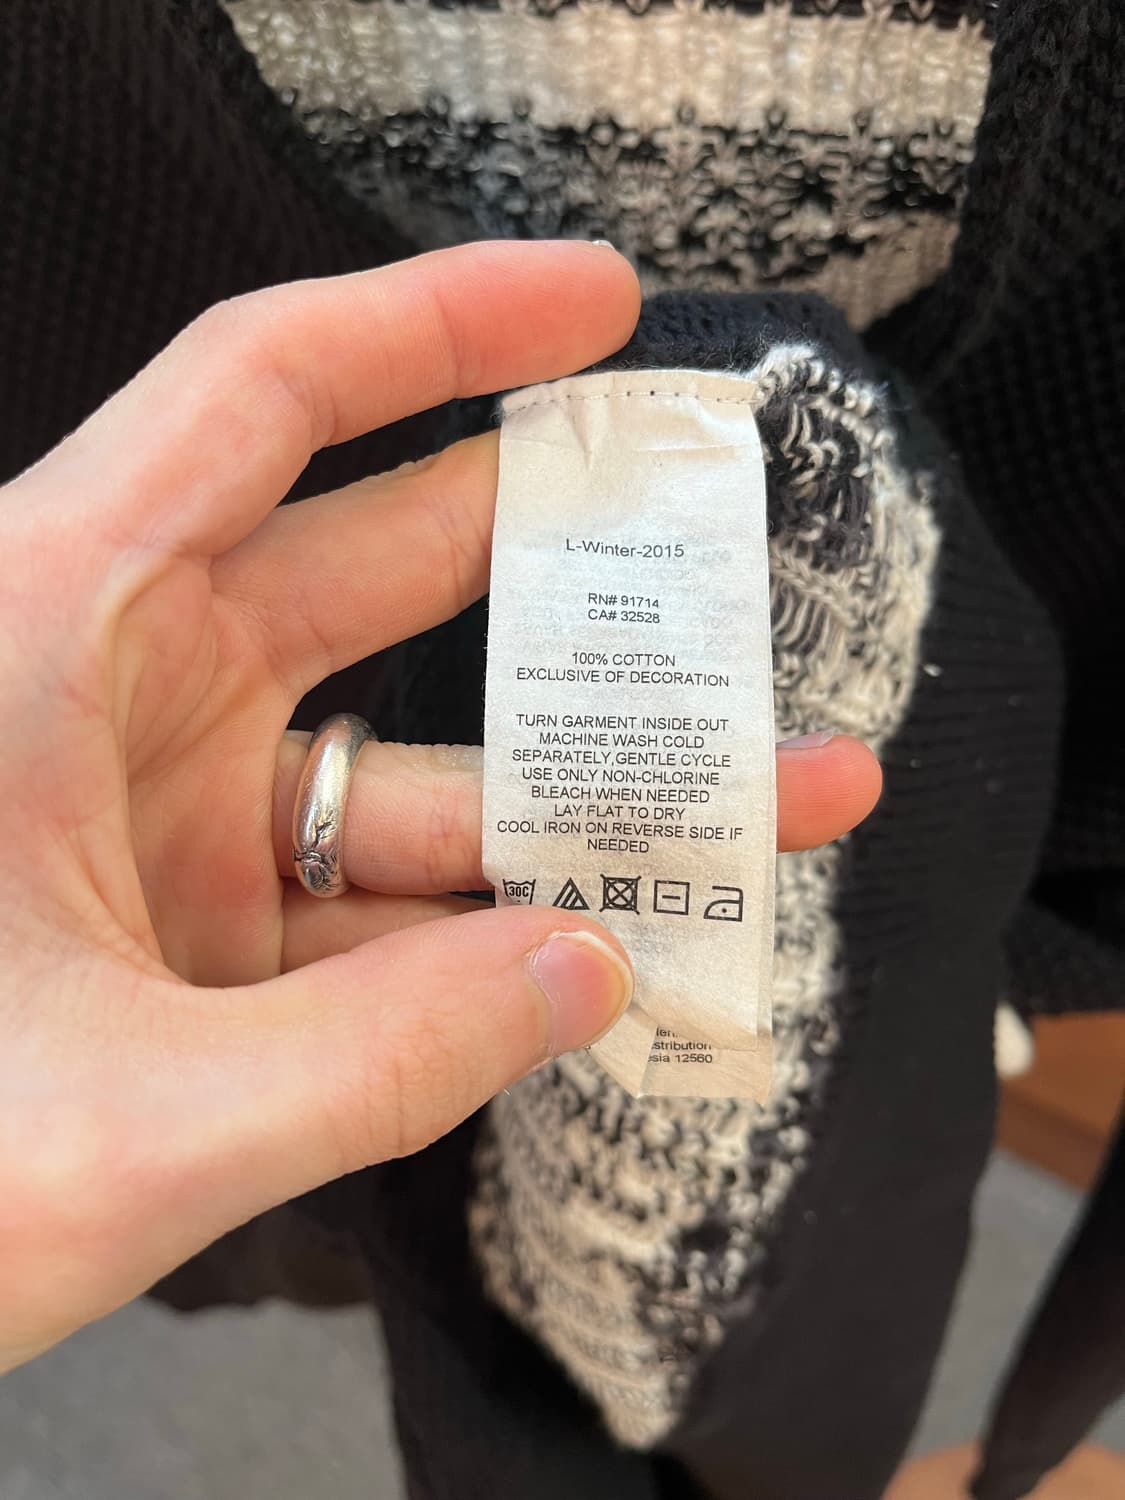 L-Winter-2015
RN# 91714
CA# 32528
100% COTTON
EXCLUSIVE OF DECORATION
TURN GARMENT INSIDE OUT
MACHINE WASH COLD
SEPARATELY,GENTLE CYCLE
USE ONLY NON-CHLORINE
BLEACH WHEN NEEDED
LAY FLAT TO DRY
COOL IRON ON REVERSE SIDE IF
NEEDED
30C
stribution
sia 12560